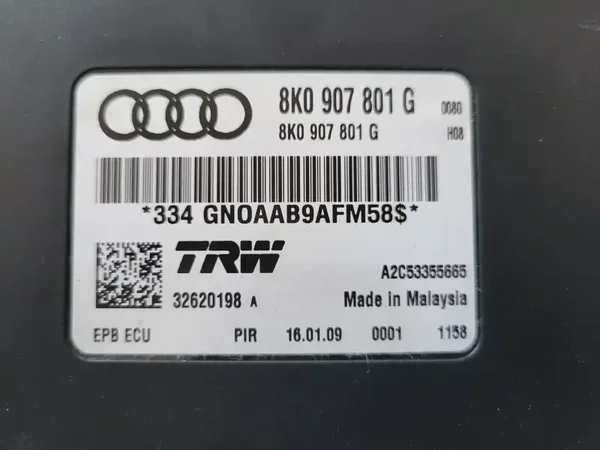 8K0 907 801 G 0080
8K0 907 801 G H08
*334 GN0AAB9AFM58$*
TRW
A2C53355665
32620198 A Made in Malaysia
EPB ECU PIR 16.01.09 0001 1158